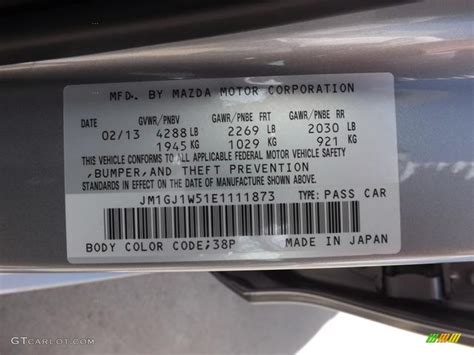 MFD. BY MAZDA MOTOR CORPORATION
DATE GVWR/PNBV GAWR/PNBE FR GAWR/PNBE RR
02/13 4288 LB 2269 LB 2030 LB
1945 KG 1029 KG 921 KG
THIS VEHICLE CONFORMS TO ALL APPLICABLE FEDERAL MOTOR VEHICLE SAFETY
,BUMPER,AND THEFT PREVENTION
STANDARDS IN EFFECT ON THE DATE OF MANUFACTURE SHOWN ABOVE.
JM1GJ1W51E1111873 TYPE: PASS CAR
BODY COLOR CODE;38P MADE IN JAPAN
GTCARLOT.COM